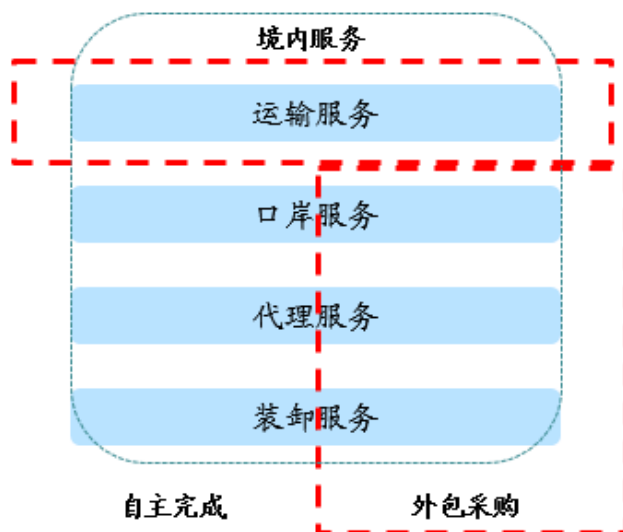 境内服务
运输服务
口岸服务
代理服务
装卸服务
自主完成 外包采购